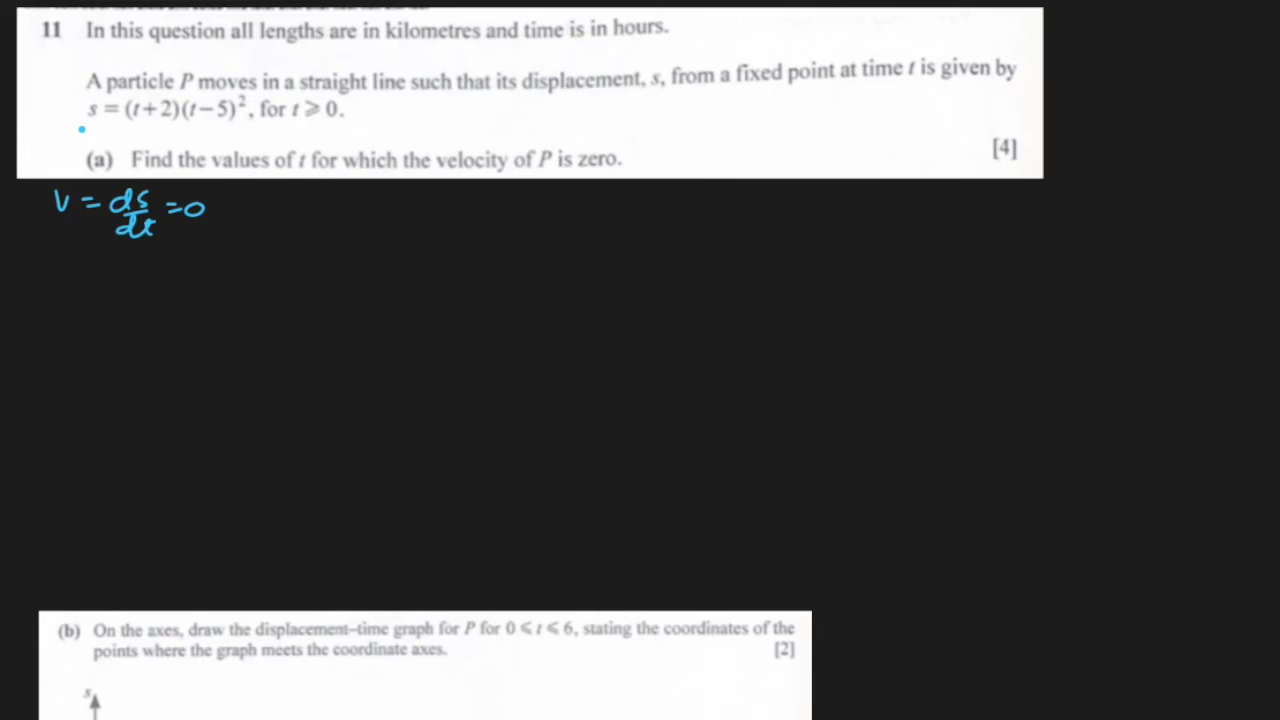 11 In this question all lengths are in kilometres and time is in hours.
A particle P moves in a straight line such that its displacement, s, from a fixed point at time t is given by
s = (t+2)(t−5)², for t ⩾ 0.
(a) Find the values of t for which the velocity of P is zero. [4]
v = ds/dt = 0
(b) On the axes, draw the displacement–time graph for P for 0 ⩽ t ⩽ 6, stating the coordinates of the
points where the graph meets the coordinate axes. [2]
s